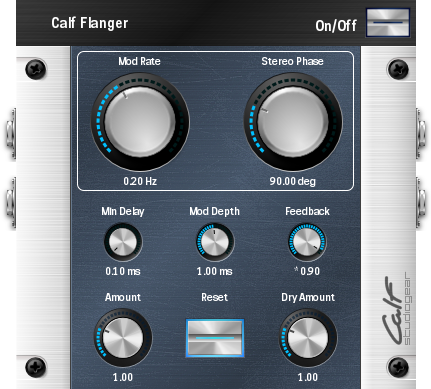 Calf Flanger
On/Off
Mod Rate
Stereo Phase
0.20 Hz
90.00 deg
Min Delay
Mod Depth
Feedback
0.10 ms
1.00 ms
* 0.90
Amount
Reset
Dry Amount
1.00
1.00
Calf
studiogear